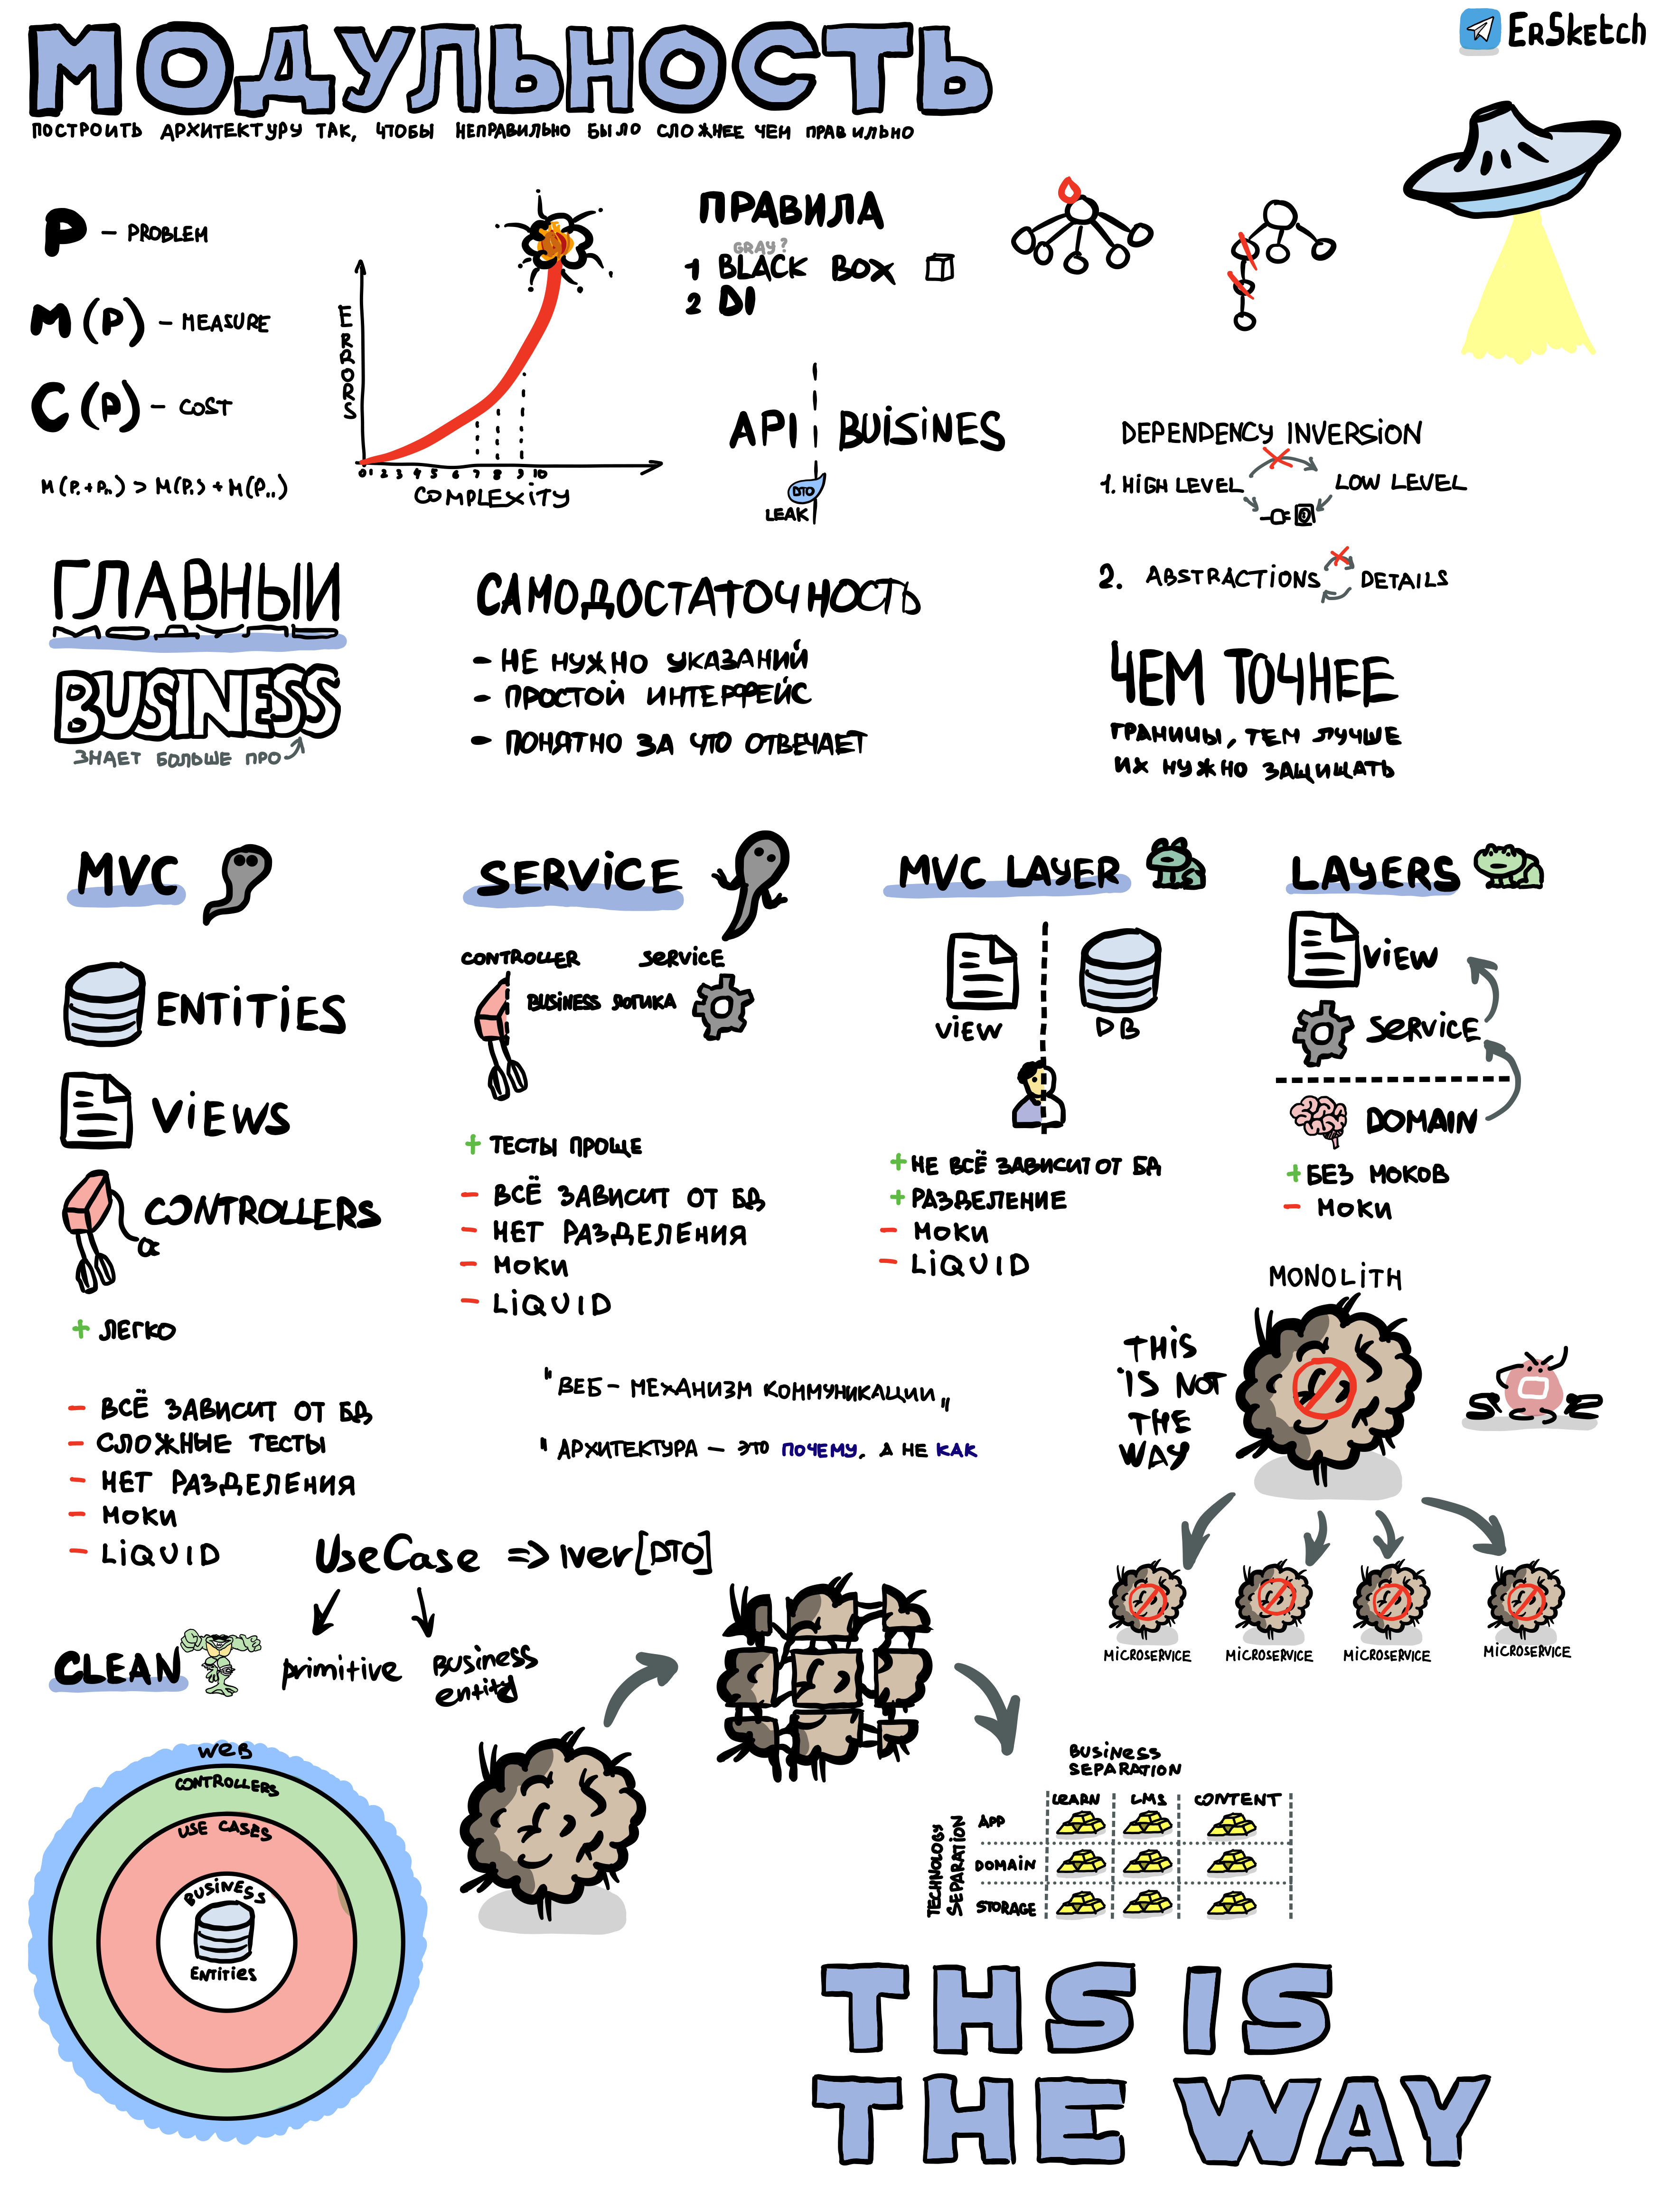 МОДУЛЬНОСТЬ
ERSKETCH
ПОСТРОИТЬ АРХИТЕКТУРУ ТАК, ЧТОБЫ НЕПРАВИЛЬНО БЫЛО СЛОЖНЕЕ ЧЕМ ПРАВИЛЬНО
P - PROBLEM
M(P) - MEASURE
C(P) - COST
ERRORS
0 1 2 3 4 5 6 7 8 9 10
COMPLEXITY
ПРАВИЛА
GRAY?
1 BLACK BOX
2 DI
API BUISINES
DTO
LEAK
DEPENDENCY INVERSION
1. HIGH LEVEL LOW LEVEL
2. ABSTRACTIONS DETAILS
ГЛАВНЫЙ
BUSINESS
ЗНАЕТ БОЛЬШЕ ПРО
САМОДОСТАТОЧНОСТЬ
- НЕ НУЖНО УКАЗАНИЙ
- ПРОСТОЙ ИНТЕРФЕЙС
- ПОНЯТНО ЗА ЧТО ОТВЕЧАЕТ
ЧЕМ ТОЧНЕЕ
ГРАНИЦЫ, ТЕМ ЛУЧШЕ
ИХ НУЖНО ЗАЩИЩАТЬ
MVC
ENTITIES
VIEWS
CONTROLLERS
+ ЛЕГКО
- ВСЁ ЗАВИСИТ ОТ БД
- СЛОЖНЫЕ ТЕСТЫ
- НЕТ РАЗДЕЛЕНИЯ
- МОКИ
- LIQUID
SERVICE
CONTROLLER SERVICE
BUSINESS ЛОГИКА
+ ТЕСТЫ ПРОЩЕ
- ВСЁ ЗАВИСИТ ОТ БД
- НЕТ РАЗДЕЛЕНИЯ
- МОКИ
- LIQUID
MVC LAYER
VIEW DB
+ НЕ ВСЁ ЗАВИСИТ ОТ БД
+ РАЗДЕЛЕНИЕ
- МОКИ
- LIQUID
LAYERS
VIEW
SERVICE
DOMAIN
+ БЕЗ МОКОВ
- МОКИ
"ВЕБ - МЕХАНИЗМ КОММУНИКАЦИИ"
"АРХИТЕКТУРА - ЭТО ПОЧЕМУ, А НЕ КАК
MONOLITH
THIS
IS NOT
THE
WAY
MICROSERVICE MICROSERVICE MICROSERVICE MICROSERVICE
UseCase => [DTO]
primitive
Business
entity
CLEAN
WEB
CONTROLLERS
USE CASES
BUSINESS
ENTITIES
BUSINESS
SEPARATION
LEARN LMS CONTENT
TECHNOLOGY
SEPARATION
APP
DOMAIN
STORAGE
THS IS
THE WAY